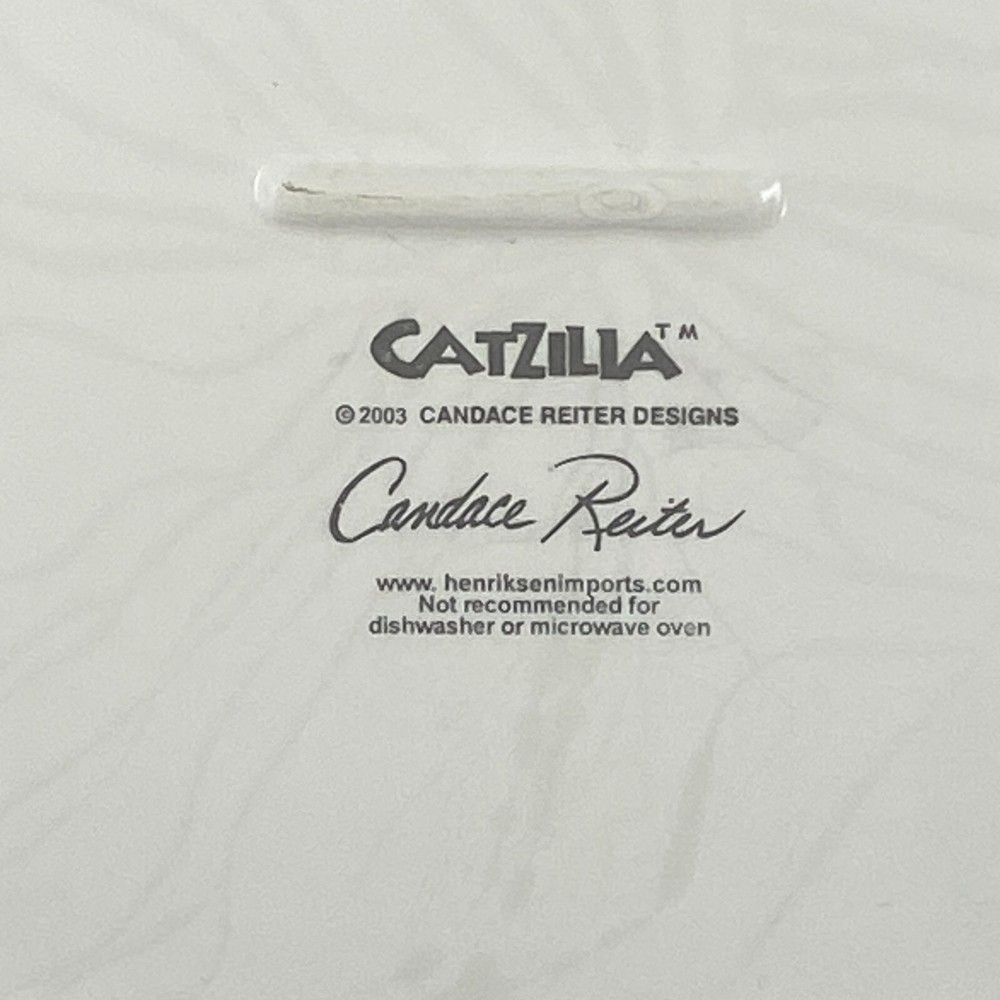 CATZILLA™
©2003 CANDACE REITER DESIGNS
Candace Reiter
www. henriksenimports.com
Not recommended for
dishwasher or microwave oven